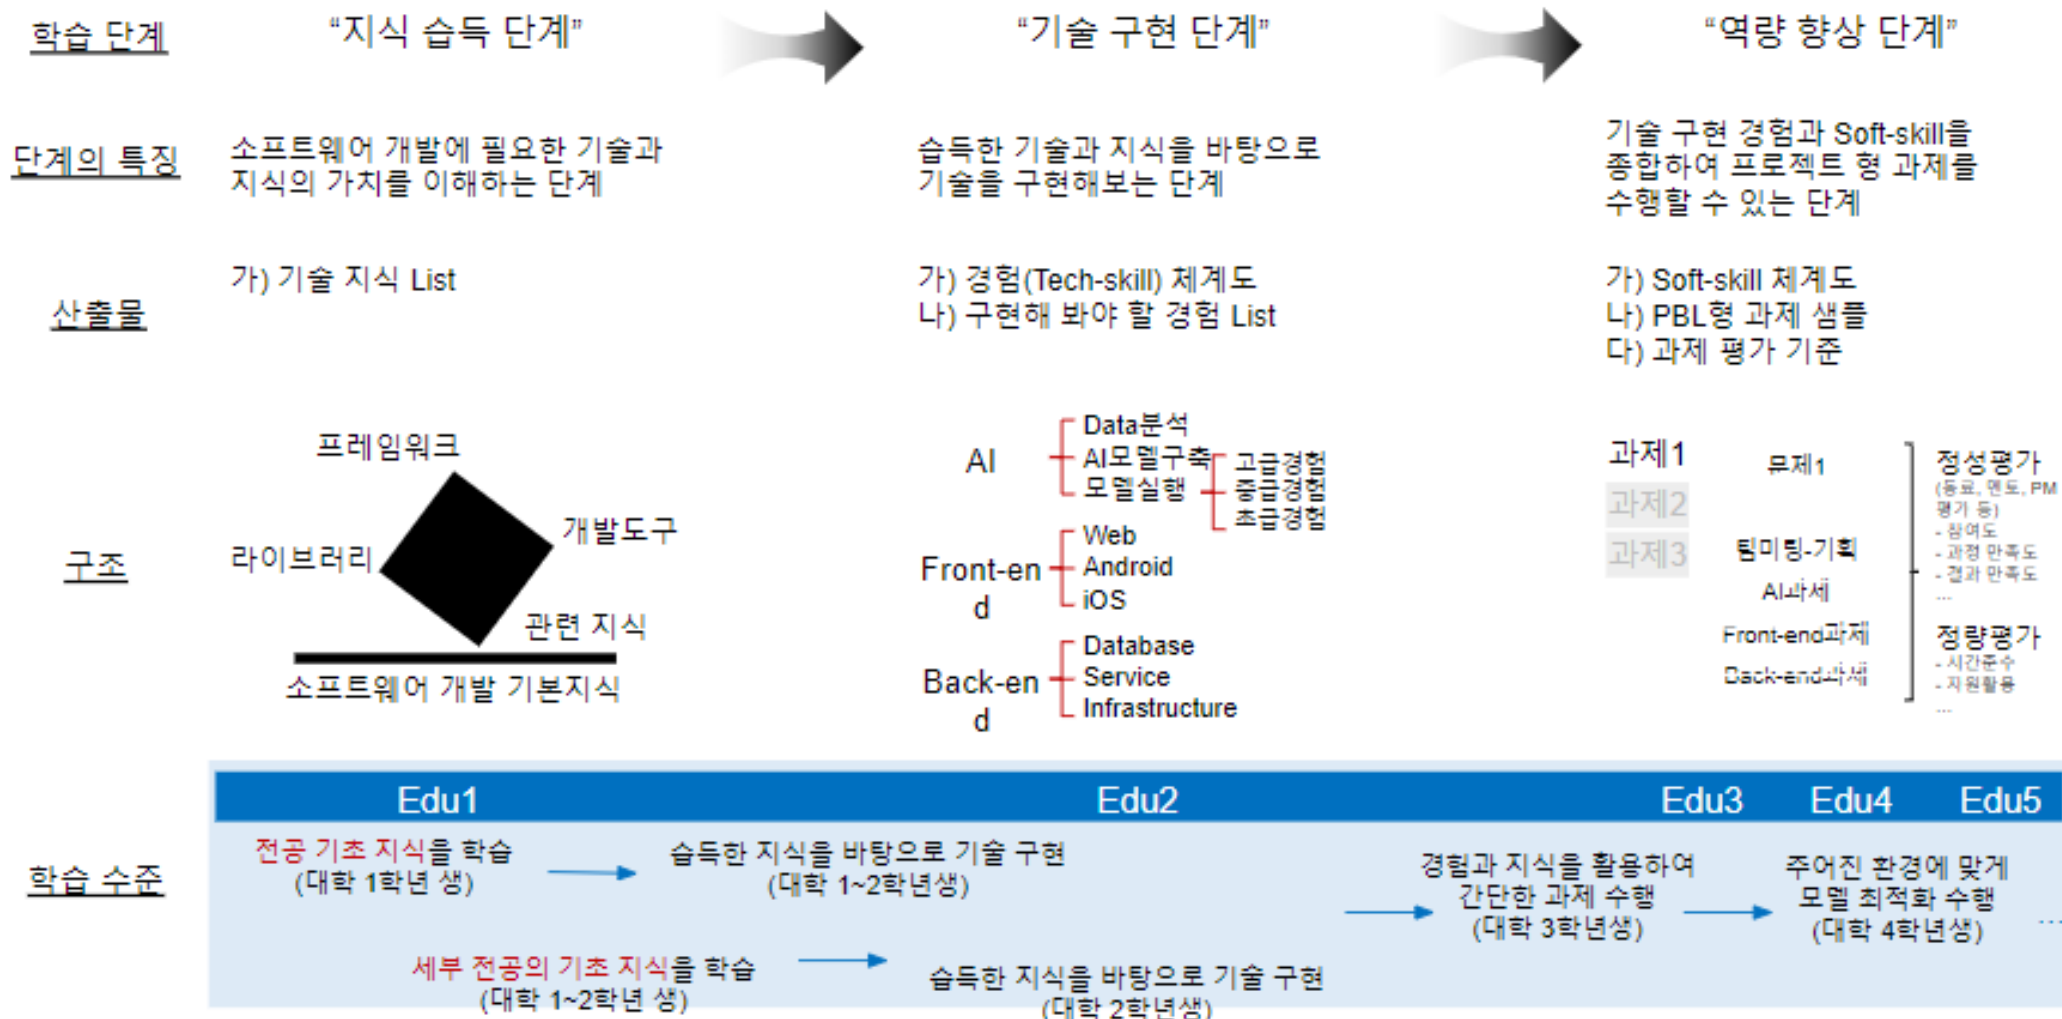 학습 단계
“지식 습득 단계”
“기술 구현 단계”
“역량 향상 단계”
단계의 특징
소프트웨어 개발에 필요한 기술과
지식의 가치를 이해하는 단계
습득한 기술과 지식을 바탕으로
기술을 구현해보는 단계
기술 구현 경험과 Soft-skill을
종합하여 프로젝트 형 과제를
수행할 수 있는 단계
산출물
가) 기술 지식 List
가) 경험(Tech-skill) 체계도
나) 구현해 봐야 할 경험 List
가) Soft-skill 체계도
나) PBL형 과제 샘플
다) 과제 평가 기준
구조
프레임워크
개발도구
라이브러리
관련 지식
소프트웨어 개발 기본지식
AI
Data분석
AI모델구축
모델실행
고급경험
중급경험
초급경험
Front-en
d
Web
Android
iOS
Back-en
d
Database
Service
Infrastructure
과제1
과제2
과제3
문제1
팀미팅-기획
AI과제
Front-end과제
Back-end과제
정성평가
(동료, 멘토, PM
평가 등)
- 참여도
- 과정 만족도
- 결과 만족도
...
정량평가
- 시간준수
- 자원활용
...
학습 수준
Edu1
Edu2
Edu3
Edu4
Edu5
전공 기초 지식을 학습
(대학 1학년 생)
습득한 지식을 바탕으로 기술 구현
(대학 1~2학년생)
세부 전공의 기초 지식을 학습
(대학 1~2학년 생)
습득한 지식을 바탕으로 기술 구현
(대학 2학년생)
경험과 지식을 활용하여
간단한 과제 수행
(대학 3학년생)
주어진 환경에 맞게
모델 최적화 수행
(대학 4학년생)
...